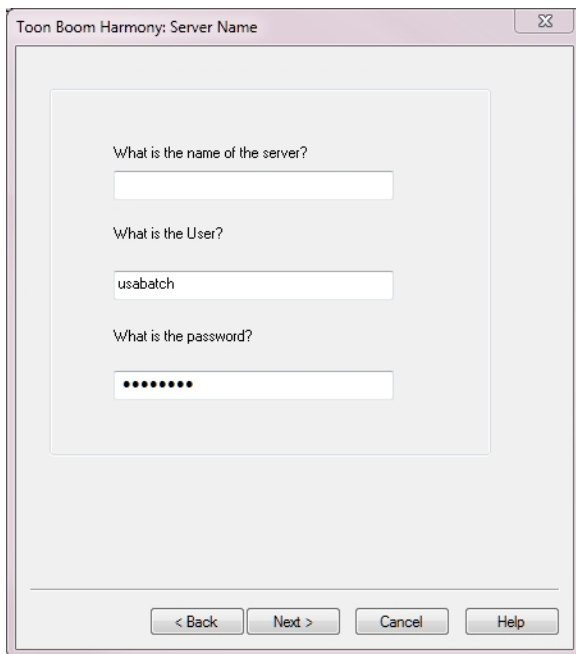 Toon Boom Harmony: Server Name
What is the name of the server?
What is the User?
usabatch
What is the password?
••••••••
< Back Next > Cancel Help